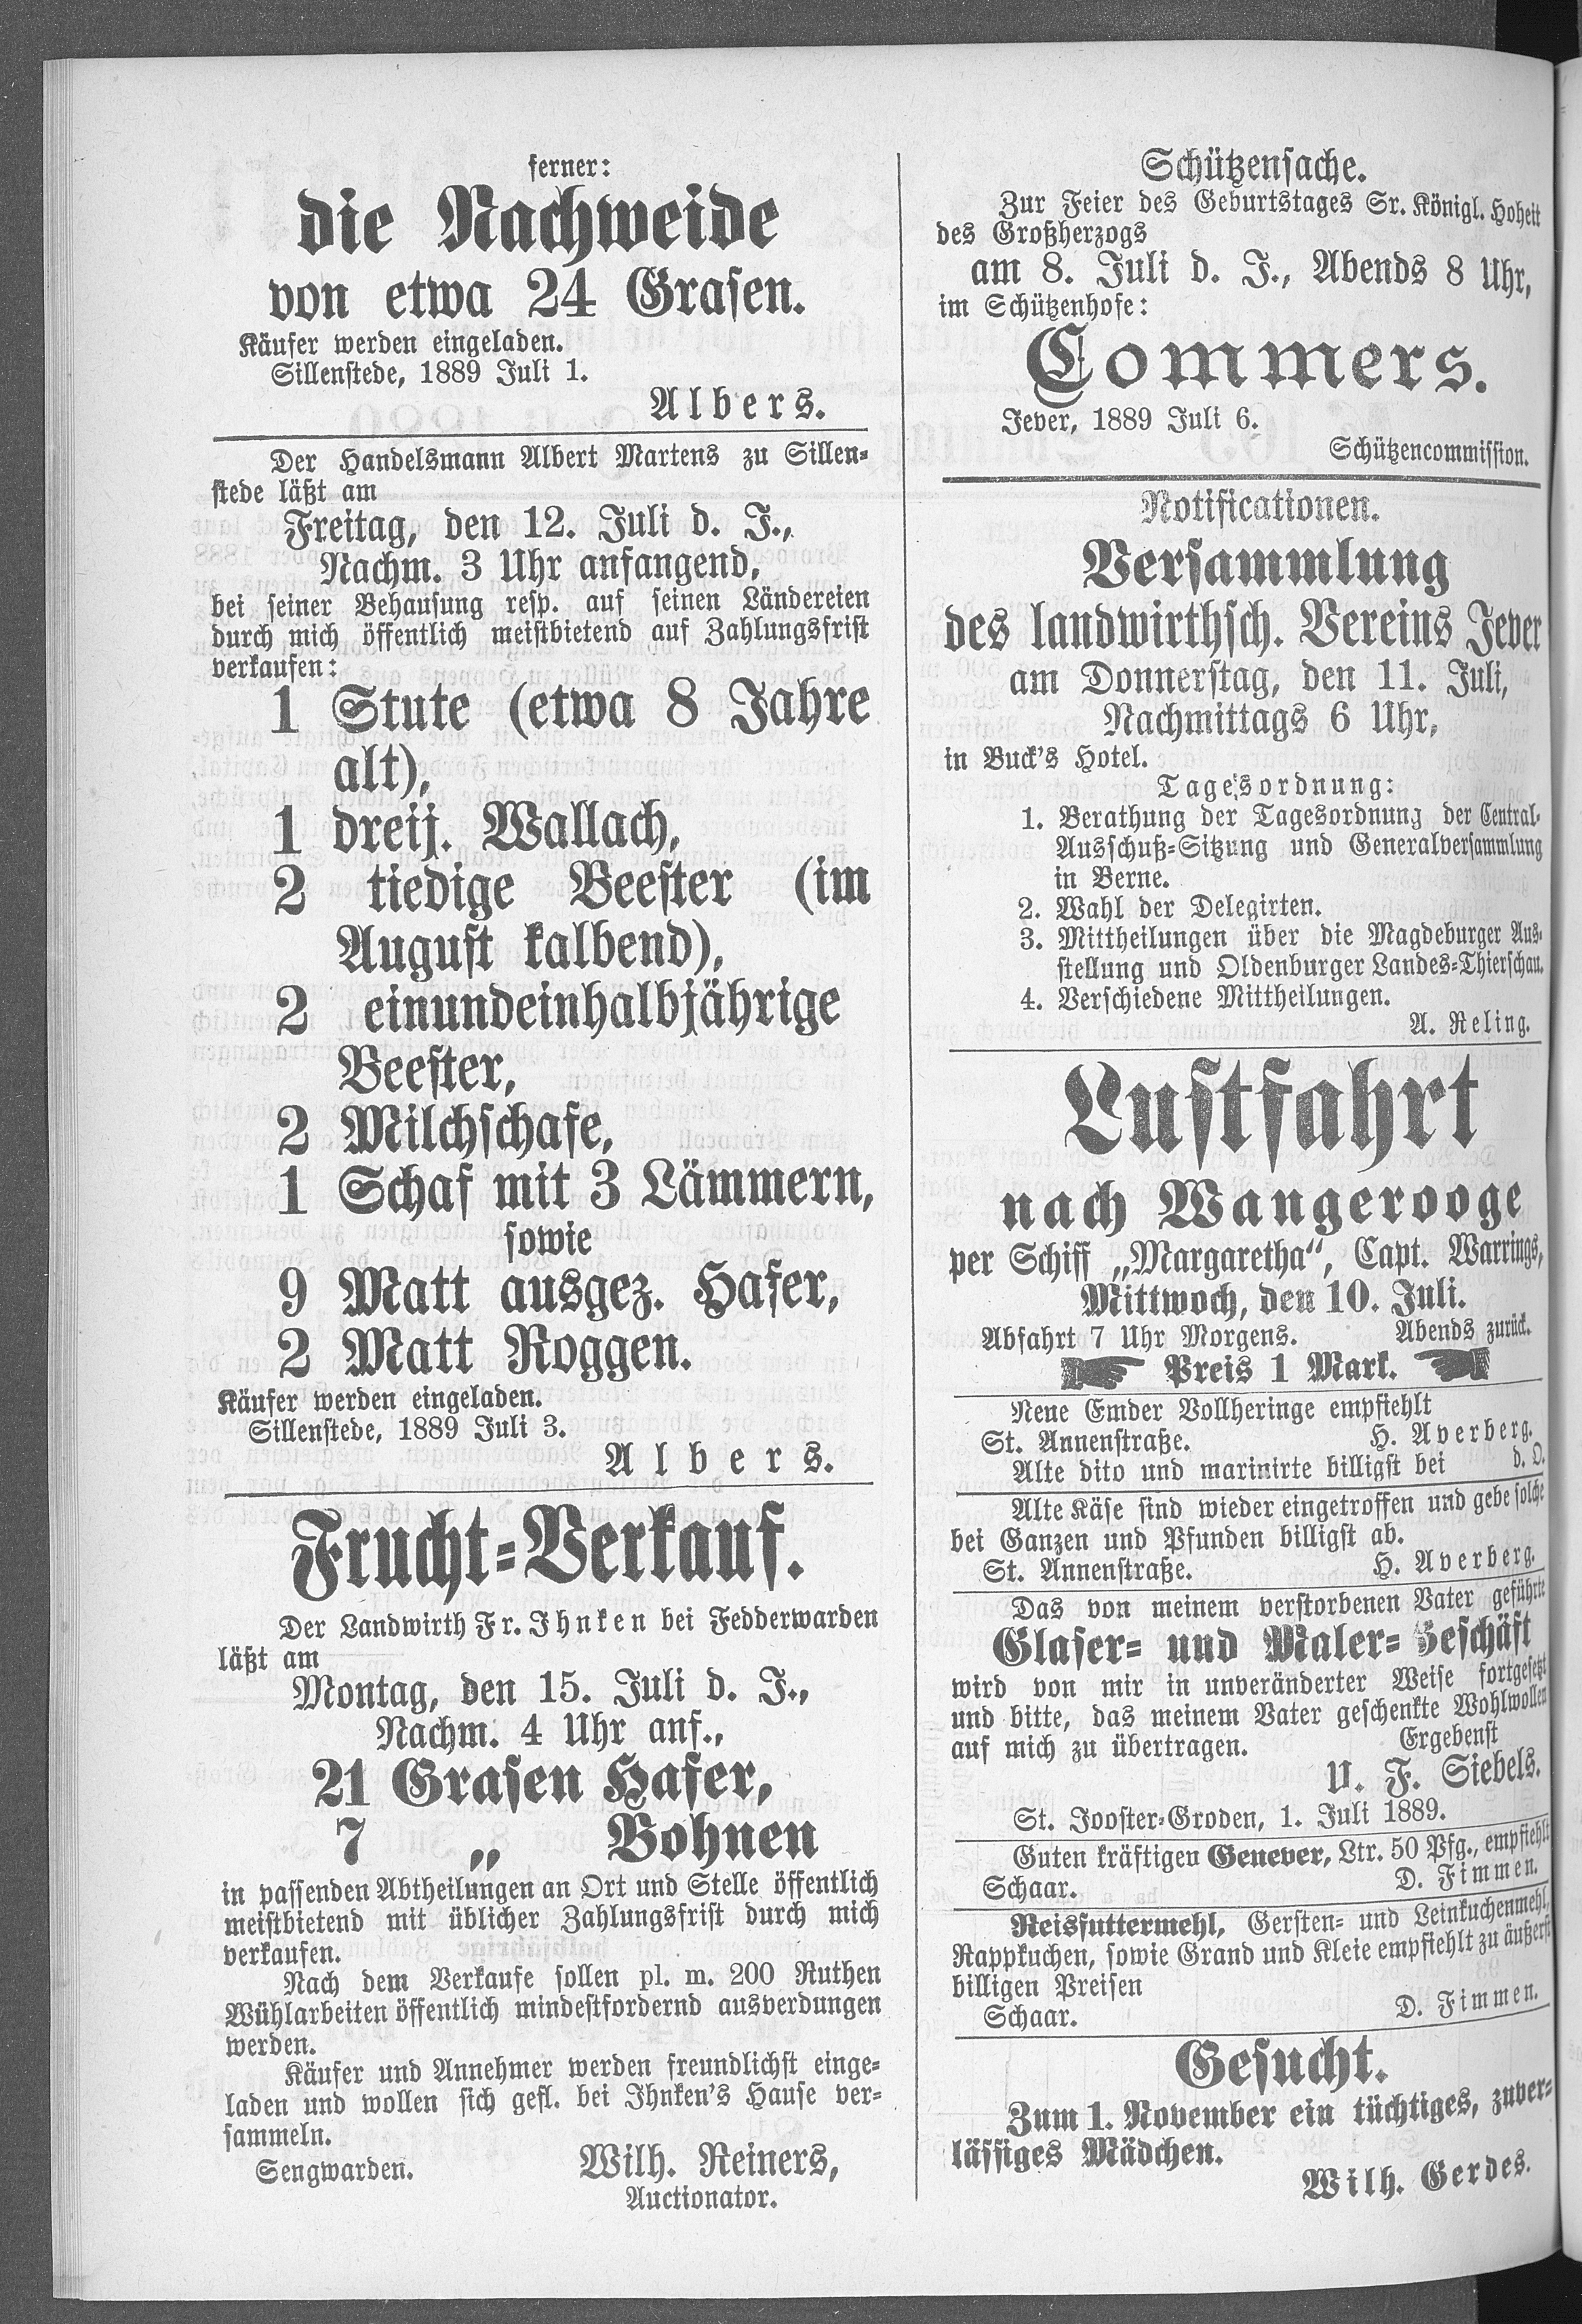 ferner:
die Nachweide
von etwa 24 Grasen.
Käufer werden eingeladen.
Sillenstede, 1889 Juli 1.
Albers.
Der Handelsmann Albert Martens zu Sillen-
stede läßt am
Freitag, den 12. Juli d. J.,
Nachm. 3 Uhr anfangend,
bei seiner Behausung resp. auf seinen Ländereien
durch mich öffentlich meistbietend auf Zahlungsfrist
verkaufen:
1 Stute (etwa 8 Jahre
alt),
1 dreij. Wallach,
2 tiedige Beester (im
August kalbend),
2 einundeinhalbjährige
Beester,
2 Milchschafe,
1 Schaf mit 3 Lämmern,
sowie
9 Matt ausgez. Hafer,
2 Matt Roggen.
Käufer werden eingeladen.
Sillenstede, 1889 Juli 3.
Albers.
Frucht-Verkauf.
Der Landwirth Fr. Ihnken bei Fedderwarden
läßt am
Montag, den 15. Juli d. J.,
Nachm. 4 Uhr anf.,
21 Grasen Hafer,
7 „ Bohnen
in passenden Abtheilungen an Ort und Stelle öffentlich
meistbietend mit üblicher Zahlungsfrist durch mich
verkaufen.
Nach dem Verkaufe sollen pl. m. 200 Ruthen
Wühlarbeiten öffentlich mindestfordernd ausverdungen
werden.
Käufer und Annehmer werden freundlichst einge-
laden und wollen sich gefl. bei Ihnken's Hause ver-
sammeln.
Sengwarden. Wilh. Reiners,
Auctionator.
Schützensache.
Zur Feier des Geburtstages Sr. Königl. Hoheit
des Großherzogs
am 8. Juli d. J., Abends 8 Uhr,
im Schützenhofe:
Commers.
Jever, 1889 Juli 6.
Schützencommission.
Notificationen.
Versammlung
des landwirthsch. Vereins Jever
am Donnerstag, den 11. Juli,
Nachmittags 6 Uhr,
in Buck's Hotel.
Tagesordnung:
1. Berathung der Tagesordnung der Central-
Ausschuß-Sitzung und Generalversammlung
in Berne.
2. Wahl der Delegirten.
3. Mittheilungen über die Magdeburger Aus-
stellung und Oldenburger Landes-Thierschau.
4. Verschiedene Mittheilungen.
A. Reling.
Lustfahrt
nach Wangerooge
per Schiff „Margaretha“, Capt. Warrings,
Mittwoch, den 10. Juli.
Abfahrt 7 Uhr Morgens. Abends zurück.
Preis 1 Mark.
Neue Emder Vollheringe empfiehlt
St. Annenstraße. H. Averberg.
Alte dito und marinirte billigst bei d. O.
Alte Käse sind wieder eingetroffen und gebe solche
bei Ganzen und Pfunden billigst ab.
St. Annenstraße. H. Averberg.
Das von meinem verstorbenen Vater geführte
Glaser- und Maler-Geschäft
wird von mir in unveränderter Weise fortgesetzt
und bitte, das meinem Vater geschenkte Wohlwollen
auf mich zu übertragen. Ergebenst
U. F. Siebels.
St. Jooster-Groden, 1. Juli 1889.
Guten kräftigen Genever, Ltr. 50 Pfg., empfiehlt
Schaar. D. Fimmen.
Reisfuttermehl, Gersten- und Leinkuchenmehl,
Rappkuchen, sowie Grand und Kleie empfiehlt zu äußerst
billigen Preisen
Schaar. D. Fimmen.
Gesucht.
Zum 1. November ein tüchtiges, zuver-
lässiges Mädchen.
Wilh. Gerdes.